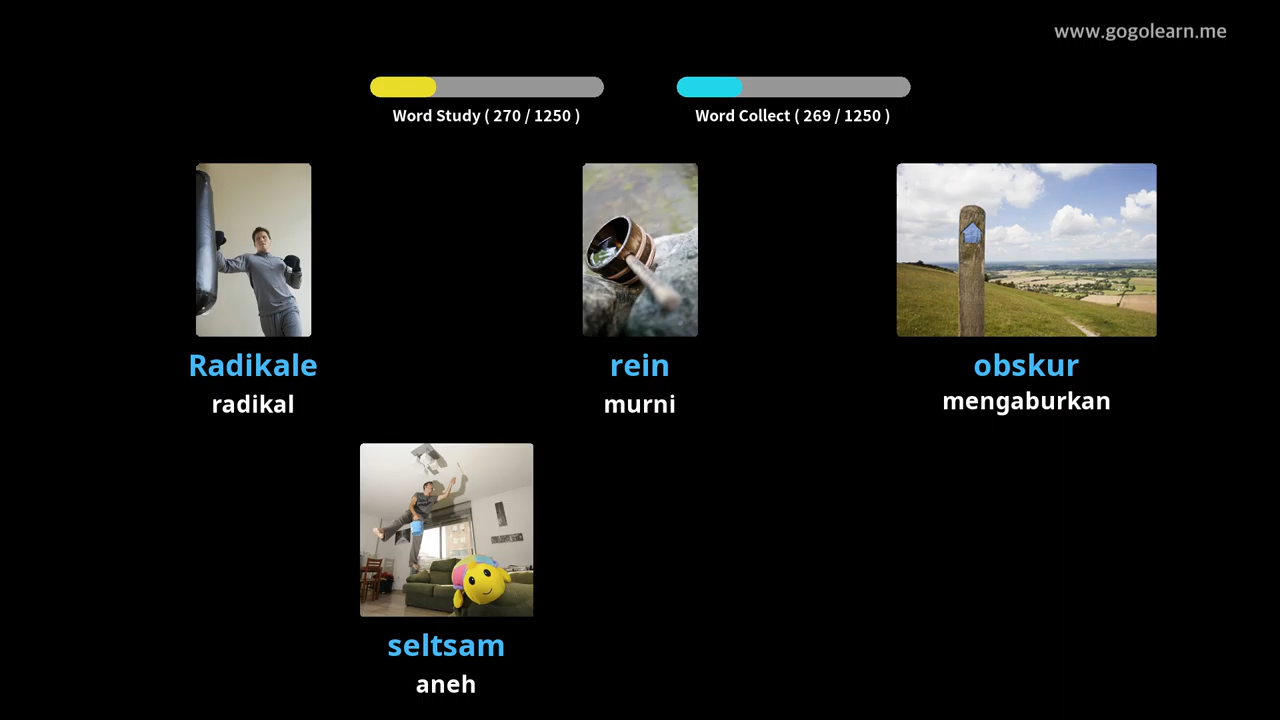 www.gogolearn.me
Word Study ( 270 / 1250 )
Word Collect ( 269 / 1250 )
Radikale
radikal
rein
murni
obskur
mengaburkan
seltsam
aneh